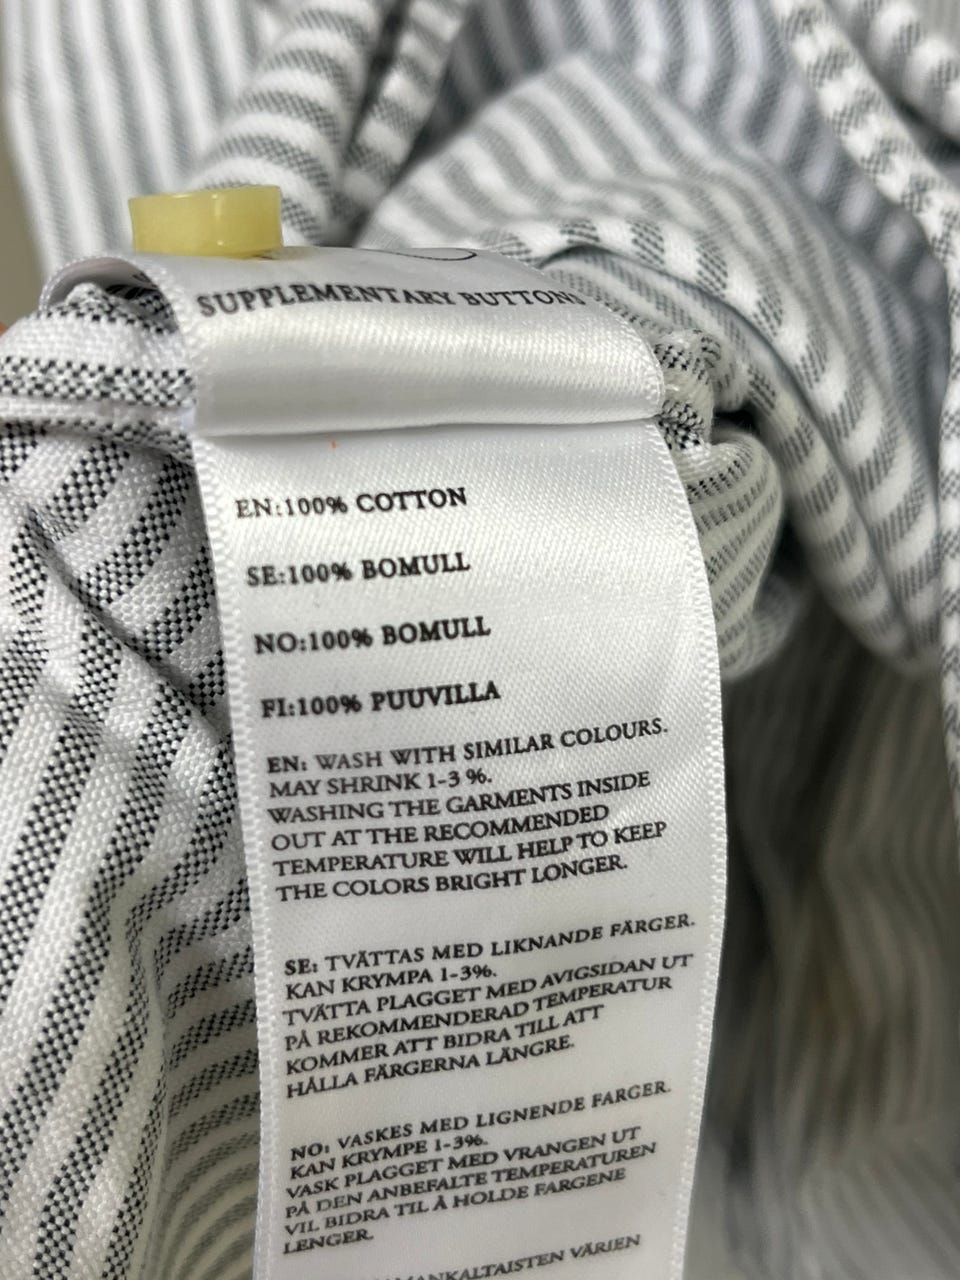 SUPPLEMENTARY BUTTONS
EN:100% COTTON
SE:100% BOMULL
NO:100% BOMULL
FI:100% PUUVILLA
EN: WASH WITH SIMILAR COLOURS.
MAY SHRINK 1-3 %.
WASHING THE GARMENTS INSIDE
OUT AT THE RECOMMENDED
TEMPERATURE WILL HELP TO KEEP
THE COLORS BRIGHT LONGER.
SE: TVÄTTAS MED LIKNANDE FÄRGER.
KAN KRYMPA 1-3%.
TVÄTTA PLAGGET MED AVIGSIDAN UT
PÅ REKOMMENDERAD TEMPERATUR
KOMMER ATT BIDRA TILL ATT
HÅLLA FÄRGERNA LÄNGRE.
NO: VASKES MED LIGNENDE FARGER.
KAN KRYMPE 1-3%.
VASK PLAGGET MED VRANGEN UT
PÅ DEN ANBEFALTE TEMPERATUREN
VIL BIDRA TIL Å HOLDE FARGENE
LENGER.
VÄRIEN